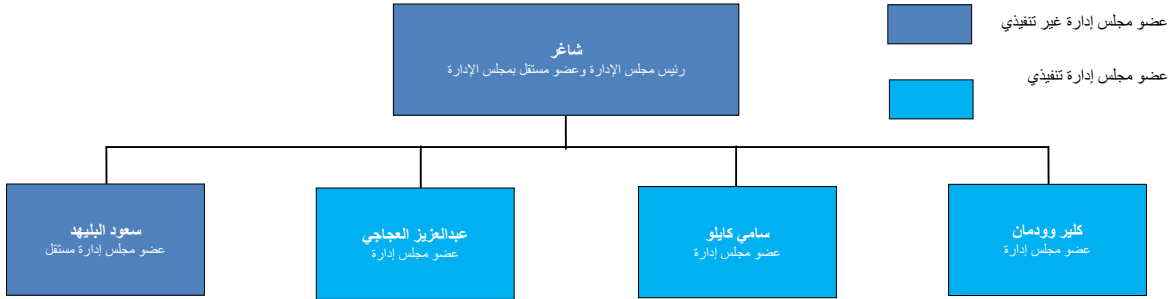 عضو مجلس إدارة غير تنفيذي
عضو مجلس إدارة تنفيذي
شاغر
رئيس مجلس الإدارة وعضو مستقل بمجلس الإدارة
كلير وودمان
عضو مجلس إدارة
سامي كايلو
عضو مجلس إدارة
عبدالعزيز العجاجي
عضو مجلس إدارة
سعود البليهد
عضو مجلس إدارة مستقل